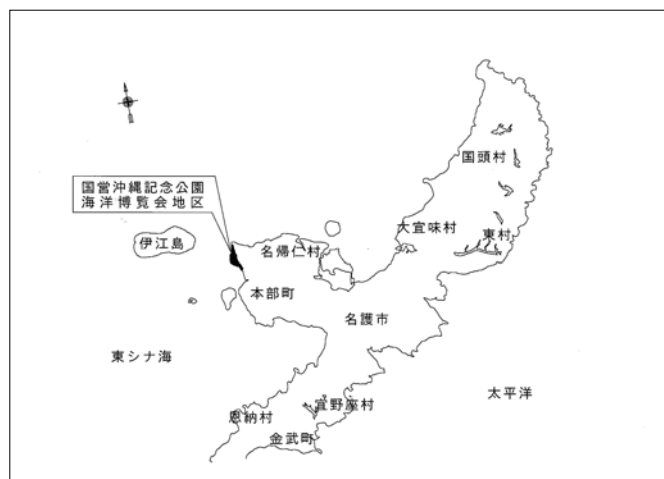 国頭村
国営沖縄記念公園
海洋博覧会地区
大宜味村
東村
伊江島
名帰仁村
本部町
名護市
東シナ海
太平洋
宜野座村
恩納村
金武町